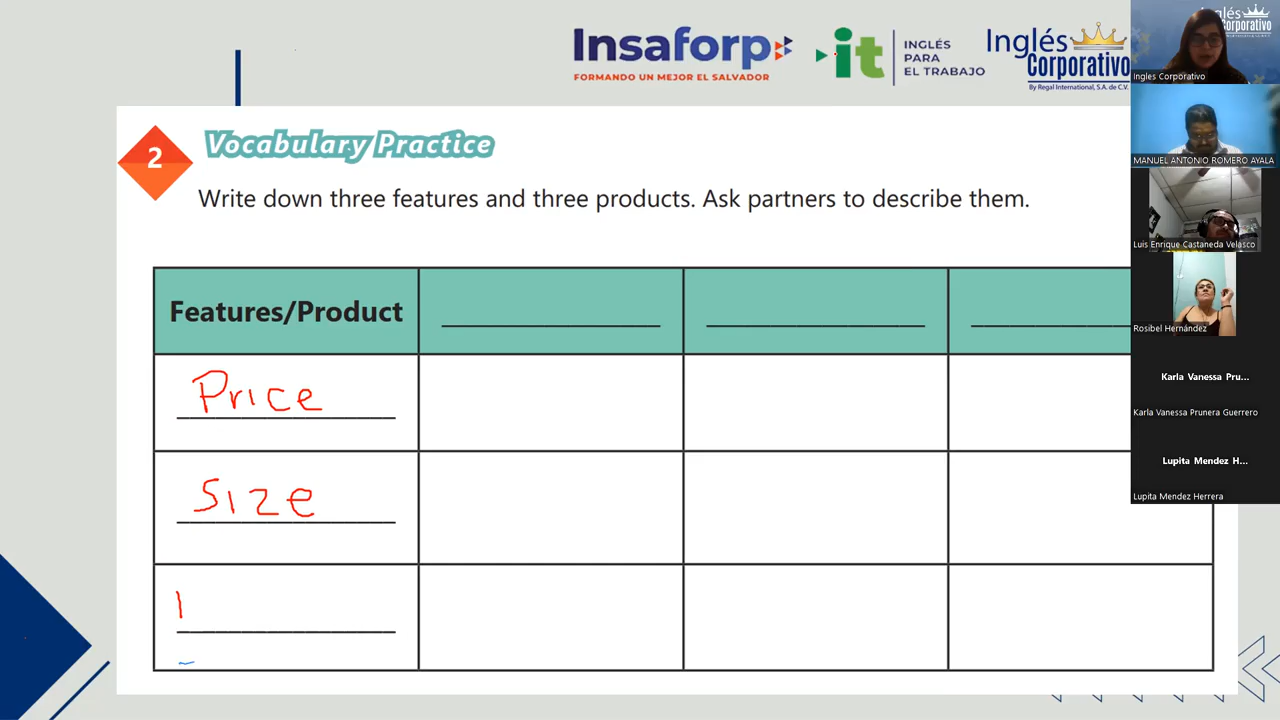 Insaforp
FORMANDO UN MEJOR EL SALVADOR
it
INGLÉS
PARA
EL TRABAJO
Inglés
Corporativo
By Regal International, S.A. de C.V.
Ingles Corporativo
MANUEL ANTONIO ROMERO AYALA
Luis Enrique Castaneda Velasco
Rosibel Hernández
Karla Vanessa Pru...
Karla Vanessa Prunera Guerrero
Lupita Mendez H...
Lupita Mendez Herrera
2
Vocabulary Practice
Write down three features and three products. Ask partners to describe them.
Features/Product
Price
Size